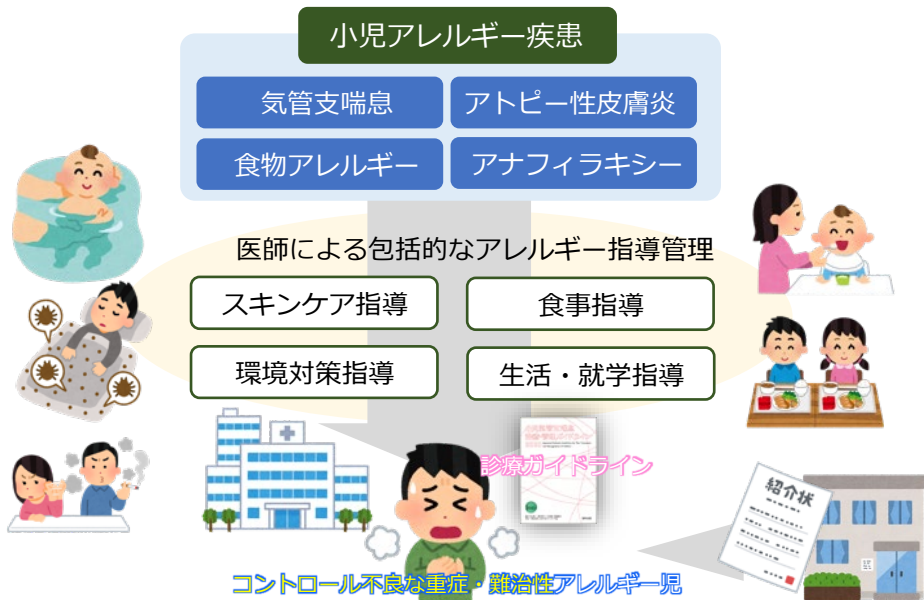 小児アレルギー疾患
気管支喘息
アトピー性皮膚炎
食物アレルギー
アナフィラキシー
医師による包括的なアレルギー指導管理
スキンケア指導
食事指導
環境対策指導
生活・就学指導
診療ガイドライン
紹介状
コントロール不良な重症・難治性アレルギー児